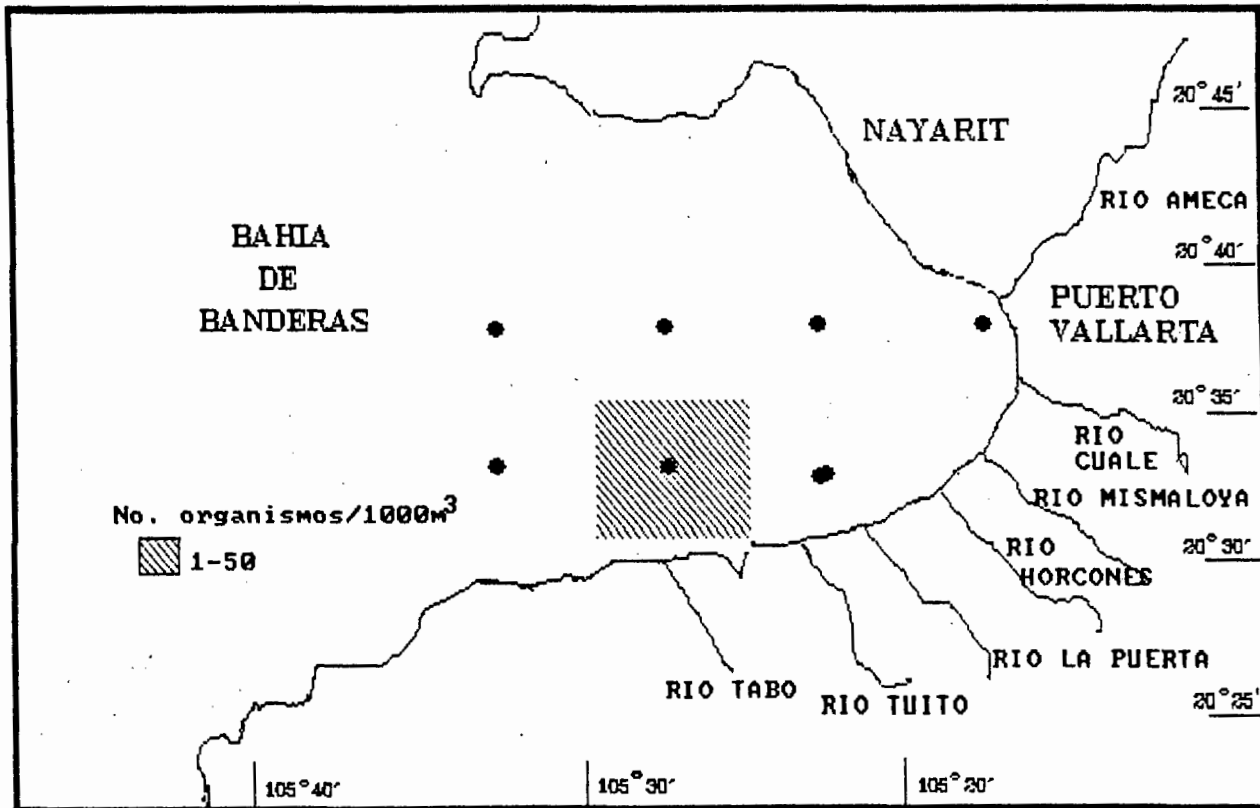 20°45'
NAYARIT
RIO AMECA
BAHIA
DE
BANDERAS
20°40'
PUERTO
VALLARTA
20°35'
RIO
CUALE
RIO MISMALOYA
No. organismos/1000m³
1-50
20°30'
RIO
HORCONES
RIO LA PUERTA
RIO TABO
RIO TUITO
20°25'
105°40'
105°30'
105°20'